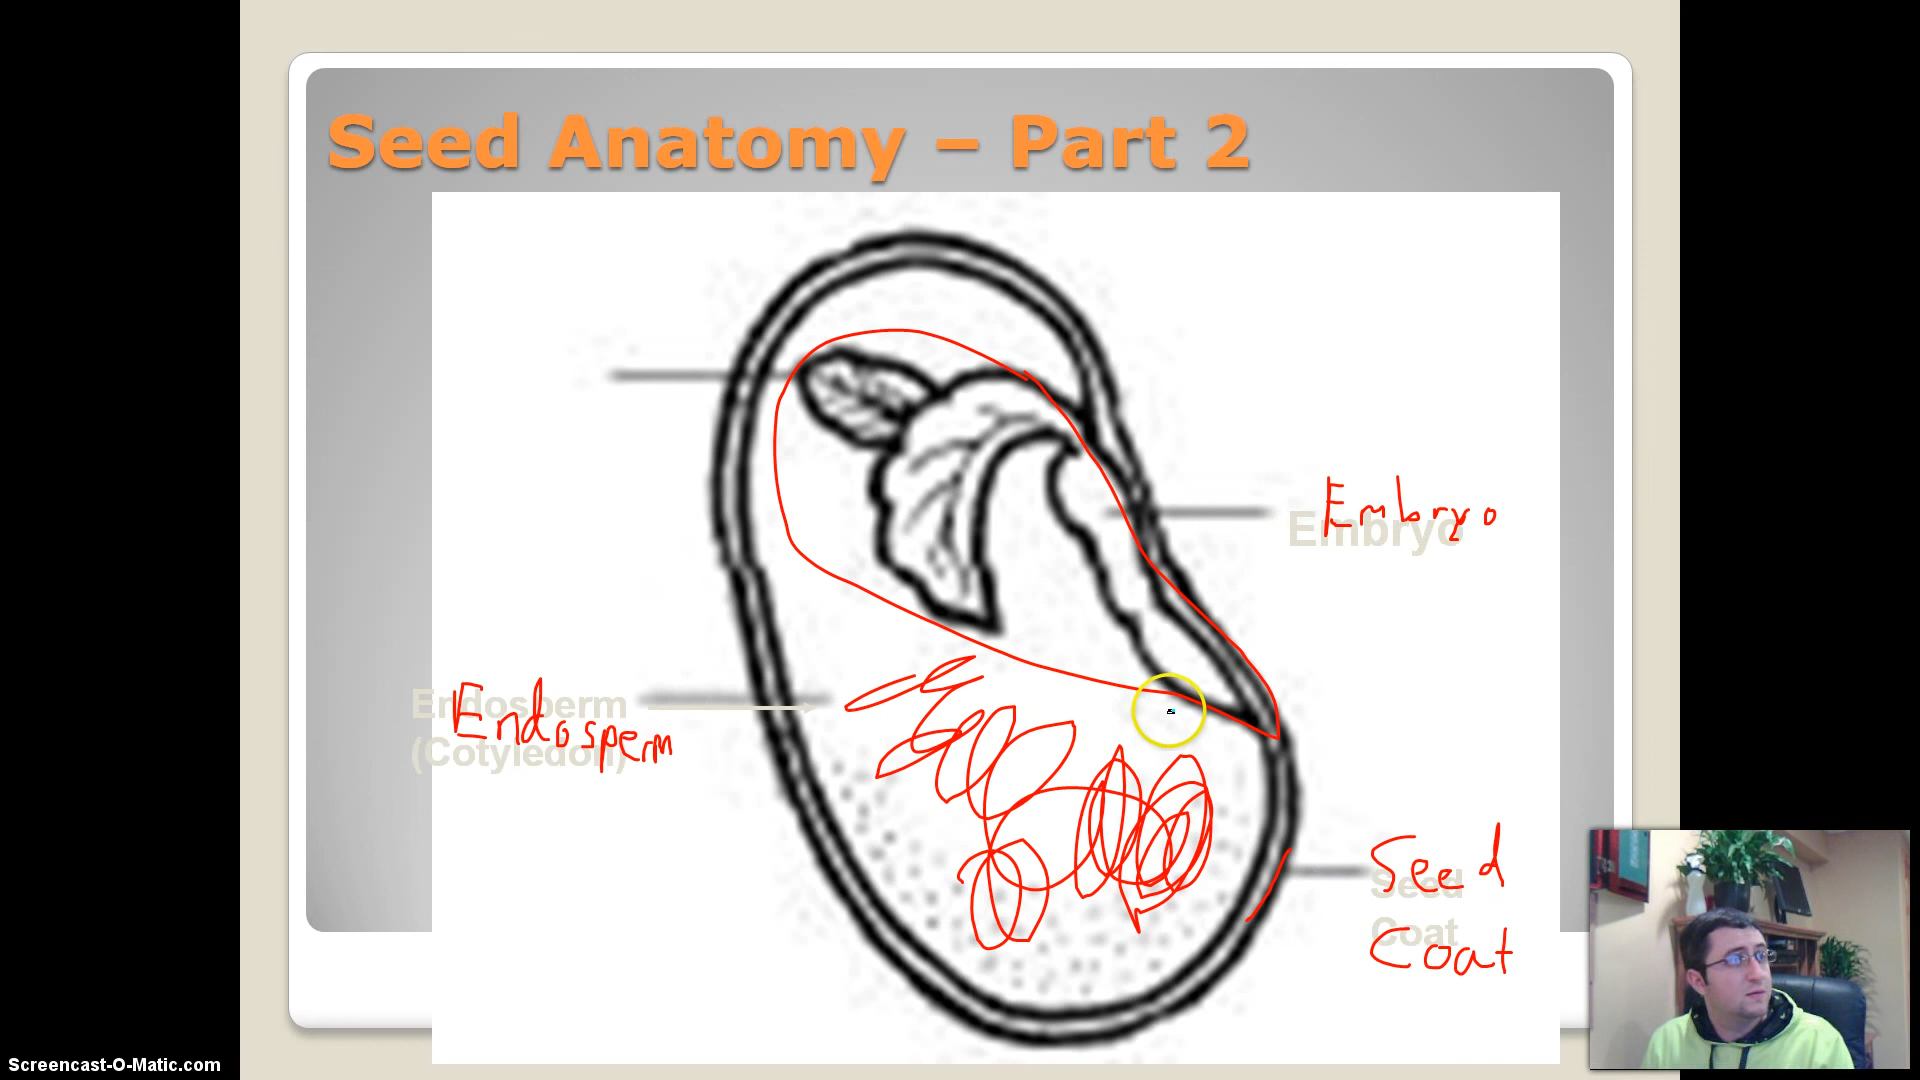 Seed Anatomy – Part 2
Embryo
Embryo
Endosperm
(Cotyledon)
Endosperm
Seed
Coat
Seed
Coat
Screencast-O-Matic.com